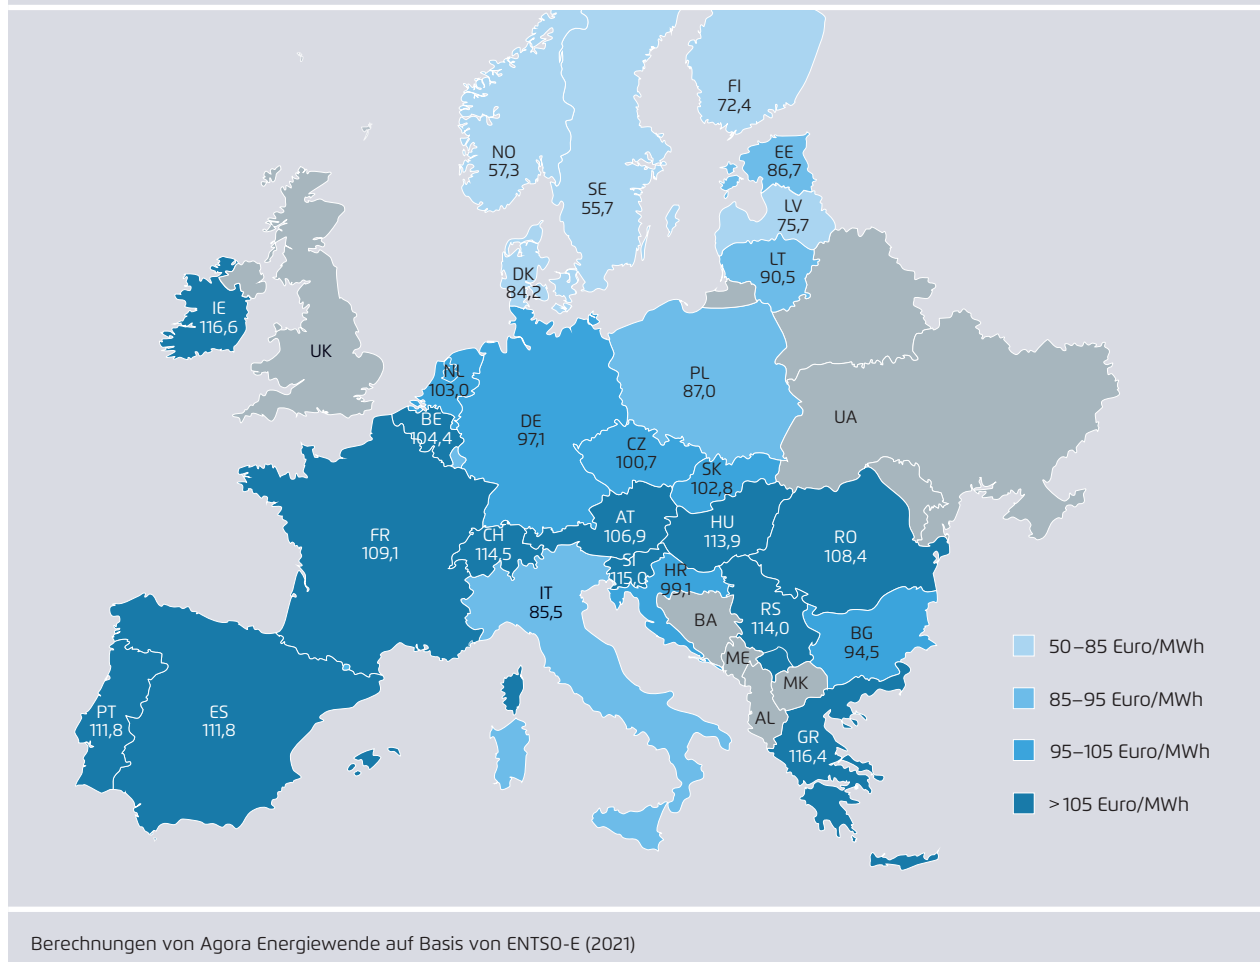 FI
72,4
NO
57,3
EE
86,7
SE
55,7
LV
75,7
LT
90,5
DK
84,2
IE
116,6
UK
NL
103,0
PL
87,0
BE
104,4
DE
97,1
UA
CZ
100,7
SK
102,8
FR
109,1
CH
114,5
AT
106,9
HU
113,9
RO
108,4
SI
115,0
HR
99,1
IT
85,5
BA
RS
114,0
BG
94,5
ME
MK
AL
PT
111,8
ES
111,8
GR
116,4
50–85 Euro/MWh
85–95 Euro/MWh
95–105 Euro/MWh
>105 Euro/MWh
Berechnungen von Agora Energiewende auf Basis von ENTSO-E (2021)